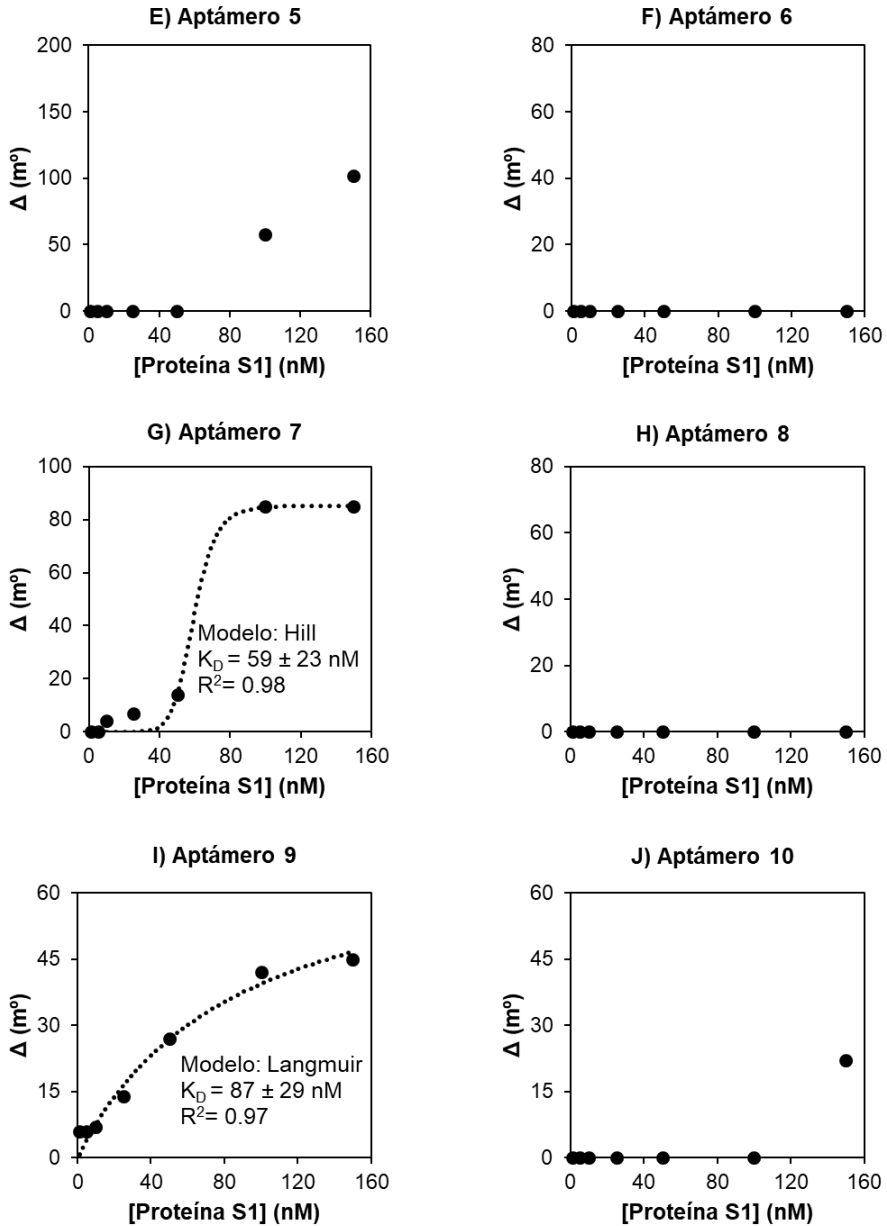 E) Aptámero 5
200
150
100
50
0
Δ (mº)
0 40 80 120 160
[Proteína S1] (nM)
F) Aptámero 6
80
60
40
20
0
Δ (mº)
0 40 80 120 160
[Proteína S1] (nM)
G) Aptámero 7
100
80
60
40
20
0
Δ (mº)
Modelo: Hill
K_D = 59 ± 23 nM
R²= 0.98
0 40 80 120 160
[Proteína S1] (nM)
H) Aptámero 8
80
60
40
20
0
Δ (mº)
0 40 80 120 160
[Proteína S1] (nM)
I) Aptámero 9
60
45
30
15
0
Δ (mº)
Modelo: Langmuir
K_D = 87 ± 29 nM
R²= 0.97
0 40 80 120 160
[Proteína S1] (nM)
J) Aptámero 10
60
45
30
15
0
Δ (mº)
0 40 80 120 160
[Proteína S1] (nM)